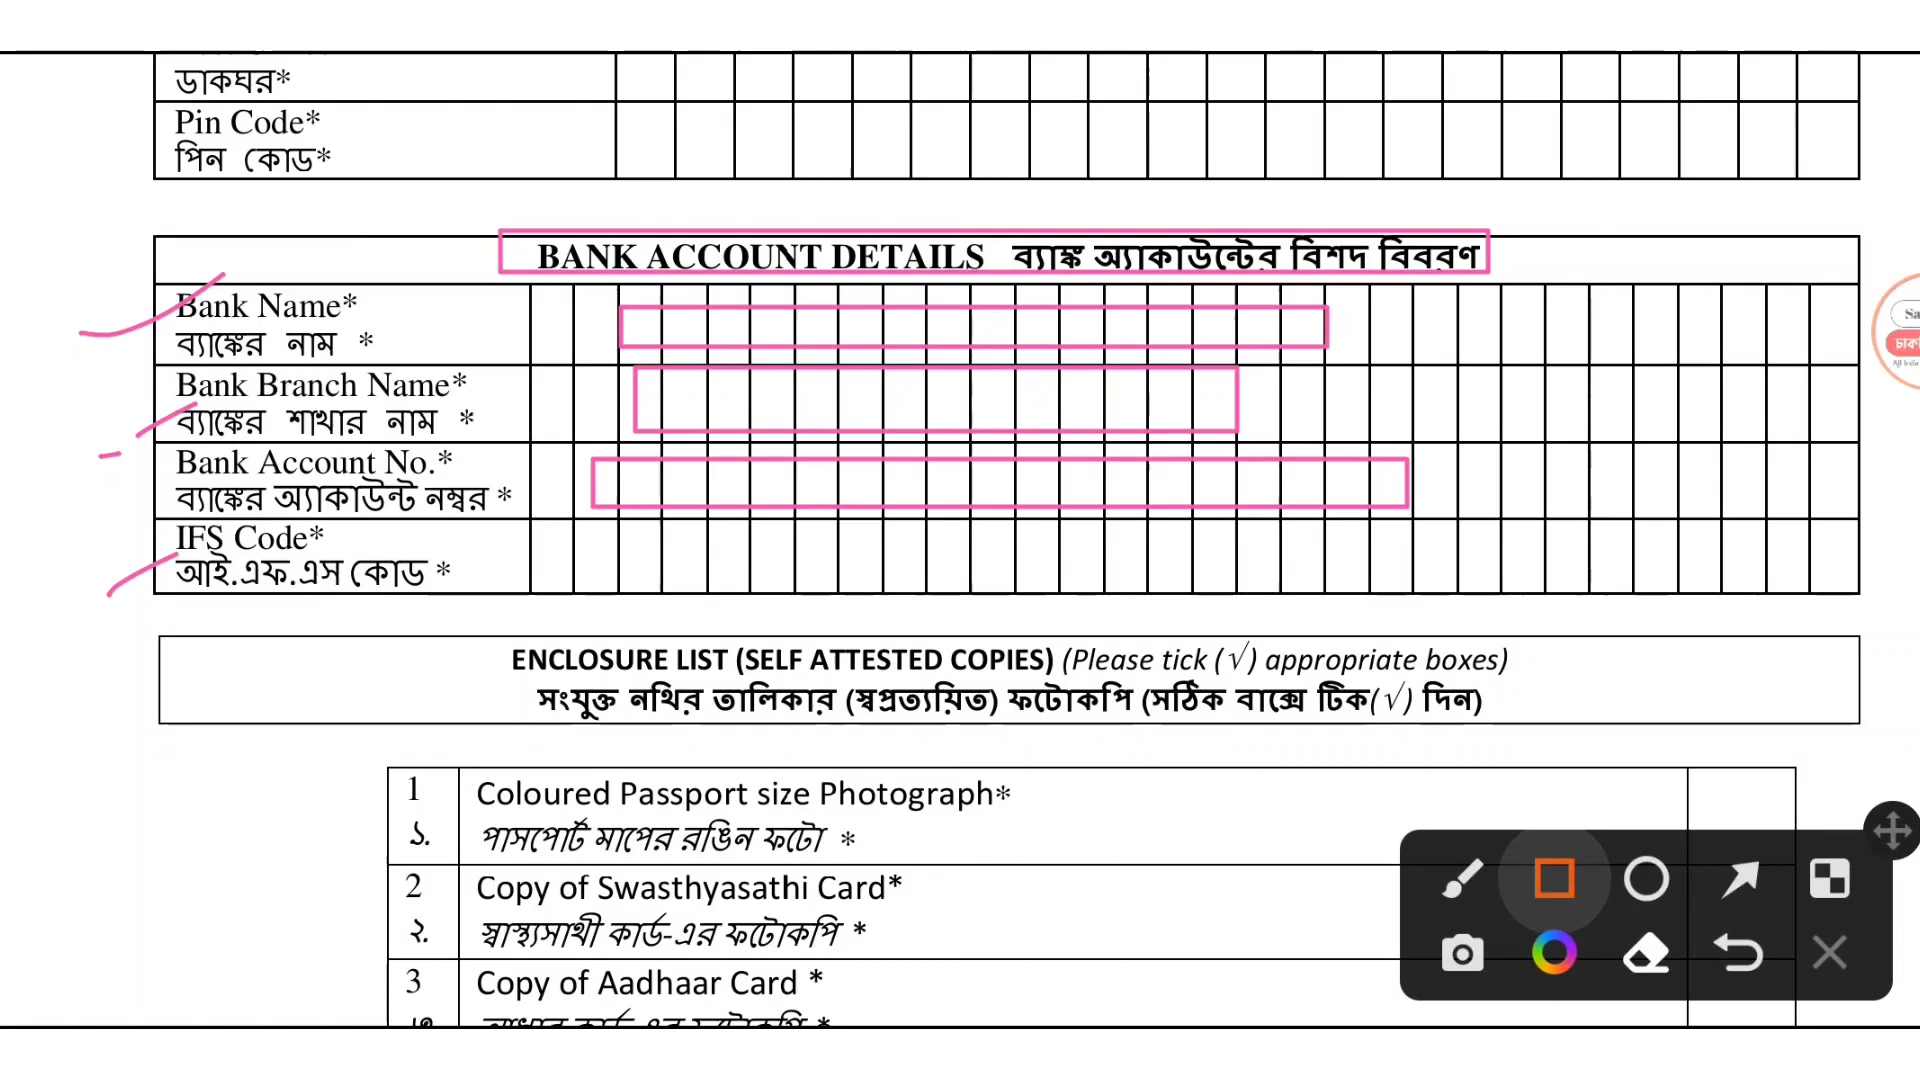 ডাকঘর*
Pin Code*
পিন কোড*
BANK ACCOUNT DETAILS ব্যাঙ্ক অ্যাকাউন্টের বিশদ বিবরণ
Bank Name*
ব্যাঙ্কের নাম *
Bank Branch Name*
ব্যাঙ্কের শাখার নাম *
Bank Account No.*
ব্যাঙ্কের অ্যাকাউন্ট নম্বর *
IFS Code*
আই.এফ.এস কোড *
ENCLOSURE LIST (SELF ATTESTED COPIES) (Please tick (√) appropriate boxes)
সংযুক্ত নথির তালিকার (স্বপ্রত্যয়িত) ফটোকপি (সঠিক বাক্সে টিক(√) দিন)
1 Coloured Passport size Photograph*
১. পাসপোর্ট মাপের রঙিন ফটো *
2 Copy of Swasthyasathi Card*
২. স্বাস্থ্যসাথী কার্ড-এর ফটোকপি *
3 Copy of Aadhaar Card *